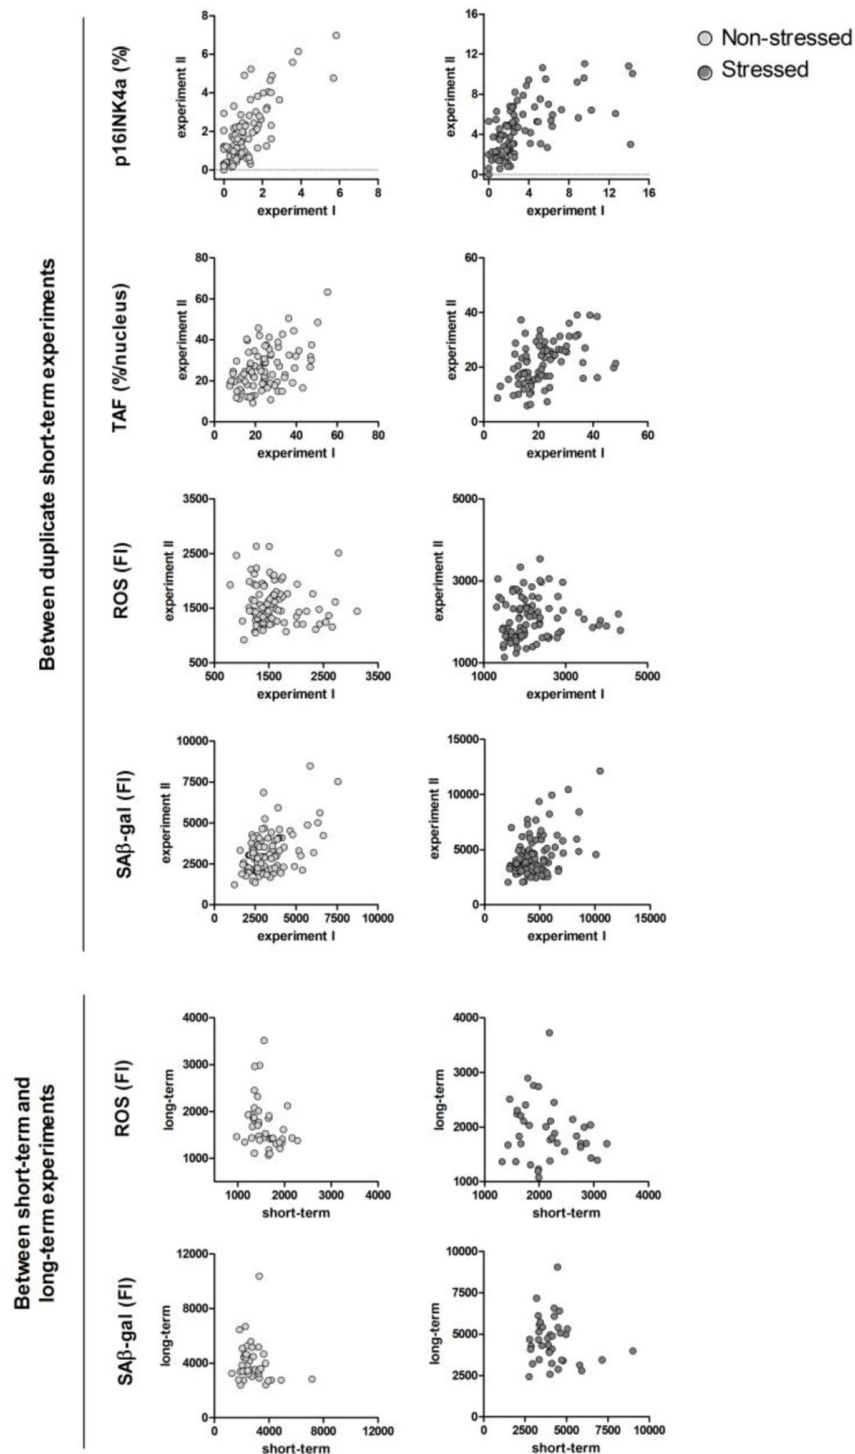 Non-stressed
Stressed
Between duplicate short-term experiments
p16INK4a (%)
experiment II
8
6
4
2
0
0 2 4 6 8
experiment I
experiment II
16
12
8
4
0
0 4 8 12 16
experiment I
TAF (%/nucleus)
experiment II
80
60
40
20
0
0 20 40 60 80
experiment I
experiment II
60
40
20
0
0 20 40 60
experiment I
ROS (FI)
experiment II
3500
2500
1500
500
500 1500 2500 3500
experiment I
experiment II
5000
3000
1000
1000 3000 5000
experiment I
SAβ-gal (FI)
experiment II
10000
7500
5000
2500
0
0 2500 5000 7500 10000
experiment I
experiment II
15000
10000
5000
0
0 5000 10000 15000
experiment I
Between short-term and
long-term experiments
ROS (FI)
long-term
4000
3000
2000
1000
1000 2000 3000 4000
short-term
long-term
4000
3000
2000
1000
1000 2000 3000 4000
short-term
SAβ-gal (FI)
long-term
12000
8000
4000
0
0 4000 8000 12000
short-term
long-term
10000
7500
5000
2500
0
0 2500 5000 7500 10000
short-term